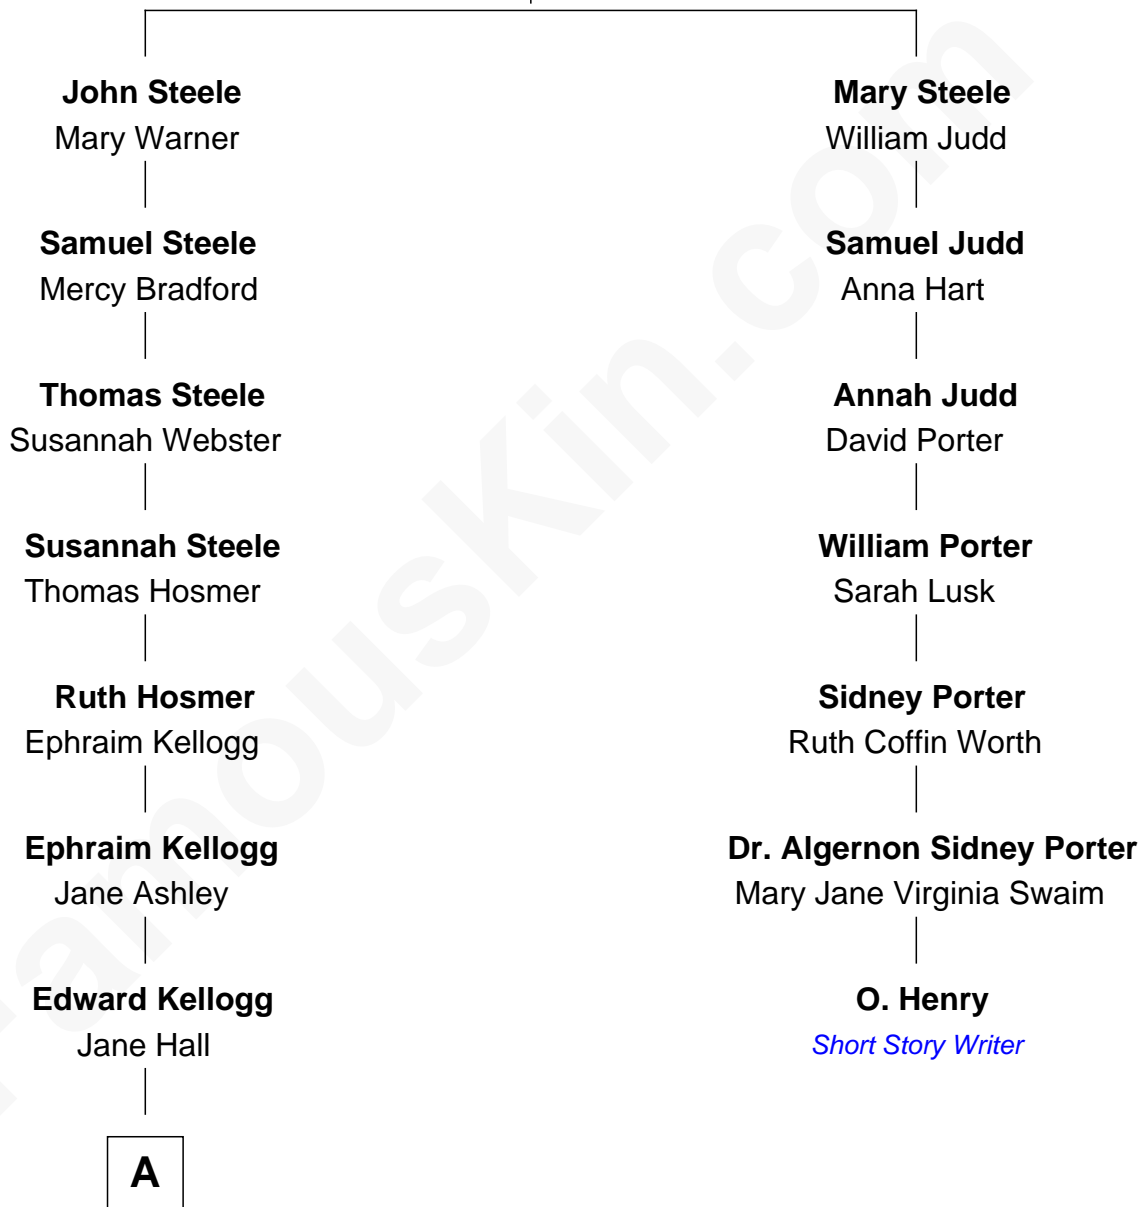 John Steele
Mary Warner
Samuel Steele
Mercy Bradford
Thomas Steele
Susannah Webster
Susannah Steele
Thomas Hosmer
Ruth Hosmer
Ephraim Kellogg
Ephraim Kellogg
Jane Ashley
Edward Kellogg
Jane Hall
A
Mary Steele
William Judd
Samuel Judd
Anna Hart
Annah Judd
David Porter
William Porter
Sarah Lusk
Sidney Porter
Ruth Coffin Worth
Dr. Algernon Sidney Porter
Mary Jane Virginia Swaim
O. Henry
Short Story Writer
FamousKin.com